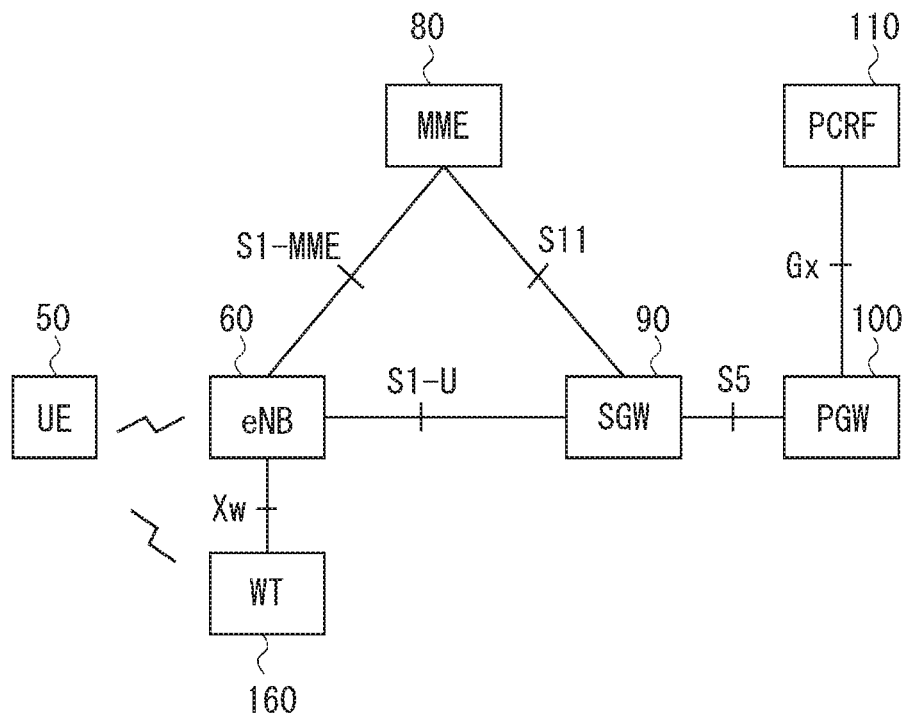 80
110
MME
PCRF
S1-MME
S11
Gx
50
60
90
100
UE
eNB
S1-U
SGW
S5
PGW
Xw
WT
160